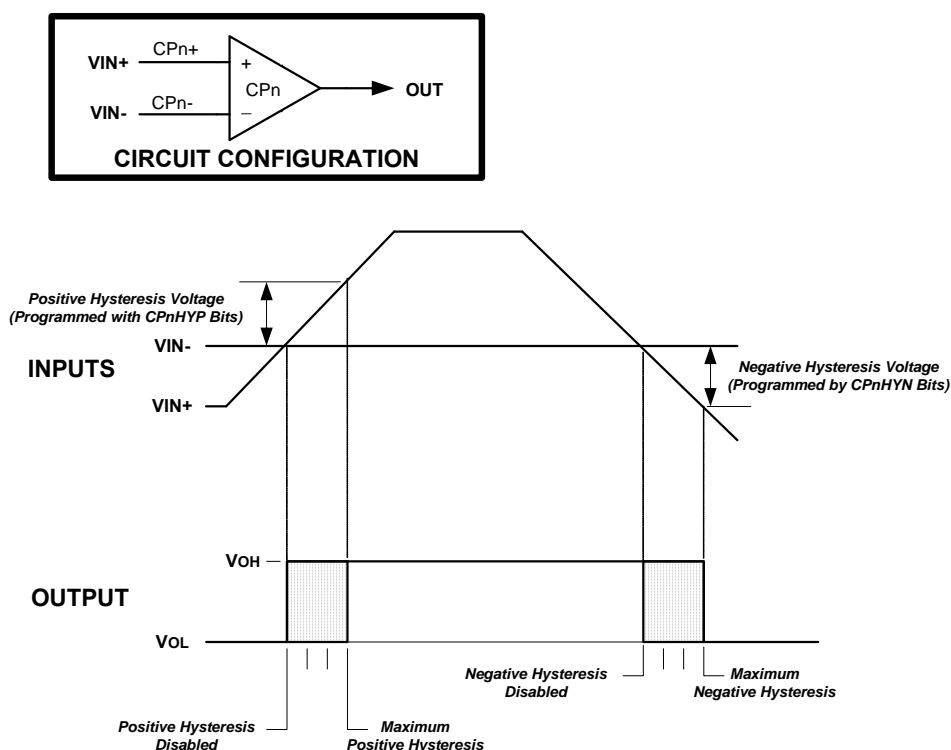 VIN+
CPn+
+
CPn
OUT
VIN-
CPn-
_
CIRCUIT CONFIGURATION
Positive Hysteresis Voltage
(Programmed with CPnHYP Bits)
VIN-
INPUTS
Negative Hysteresis Voltage
(Programmed by CPnHYN Bits)
VIN+
VOH
OUTPUT
VOL
Negative Hysteresis
Disabled
Maximum
Negative Hysteresis
Positive Hysteresis
Disabled
Maximum
Positive Hysteresis